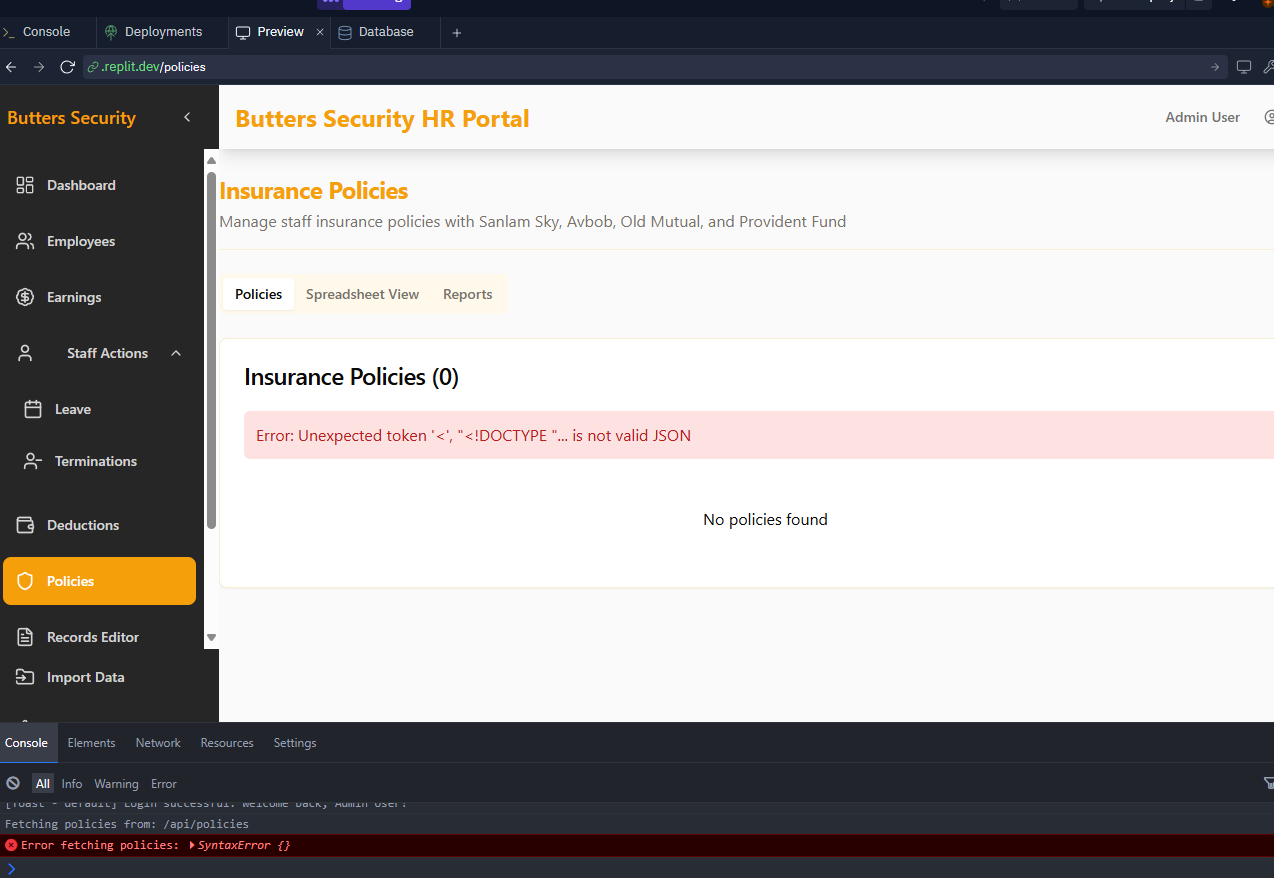 Console
Deployments
Preview
Database
.replit.dev/policies
Butters Security
Butters Security HR Portal
Admin User
Dashboard
Employees
Earnings
Staff Actions
Leave
Terminations
Deductions
Policies
Records Editor
Import Data
Insurance Policies
Manage staff insurance policies with Sanlam Sky, Avbob, Old Mutual, and Provident Fund
Policies Spreadsheet View Reports
Insurance Policies (0)
Error: Unexpected token '<', "<!DOCTYPE "... is not valid JSON
No policies found
Console Elements Network Resources Settings
All Info Warning Error
[Toast - default] Login successful: Welcome back, Admin User!
Fetching policies from: /api/policies
Error fetching policies: SyntaxError {}